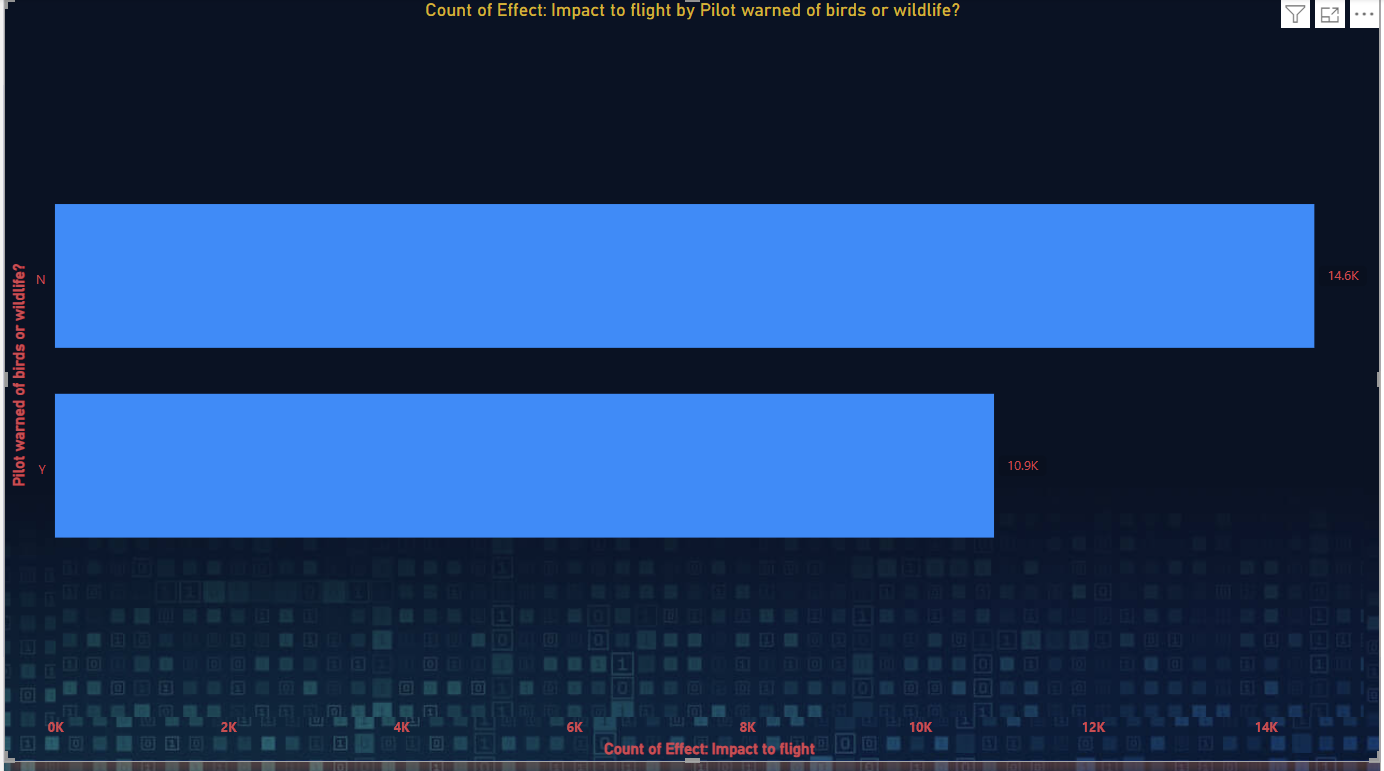 Count of Effect: Impact to flight by Pilot warned of birds or wildlife?
Pilot warned of birds or wildlife?
N
14.6K
Y
10.9K
0K 2K 4K 6K 8K 10K 12K 14K
Count of Effect: Impact to flight